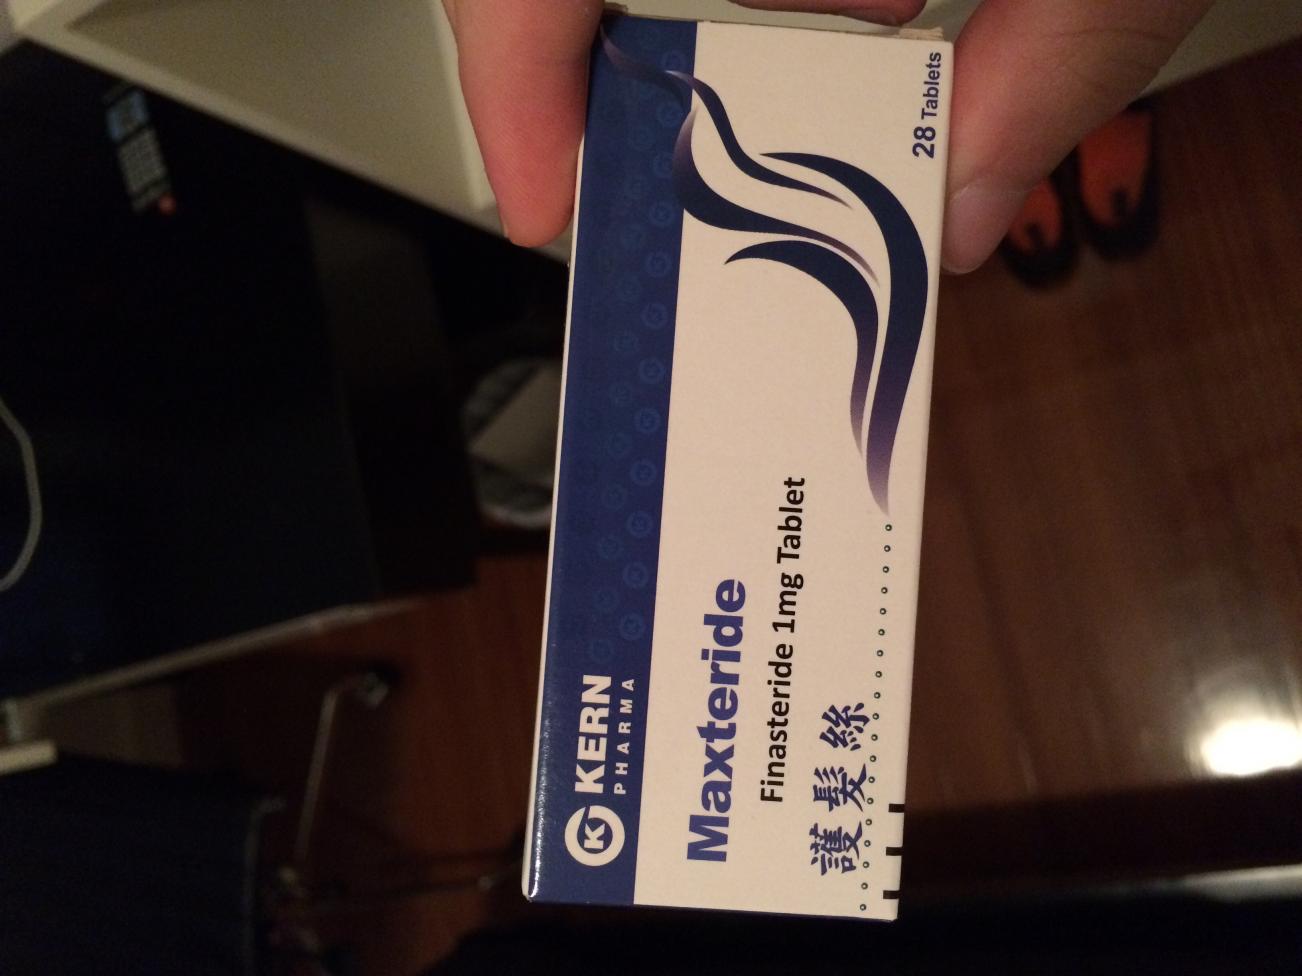 KERN
PHARMA
Maxteride
Finasteride 1mg Tablet
護髮絲
28 Tablets